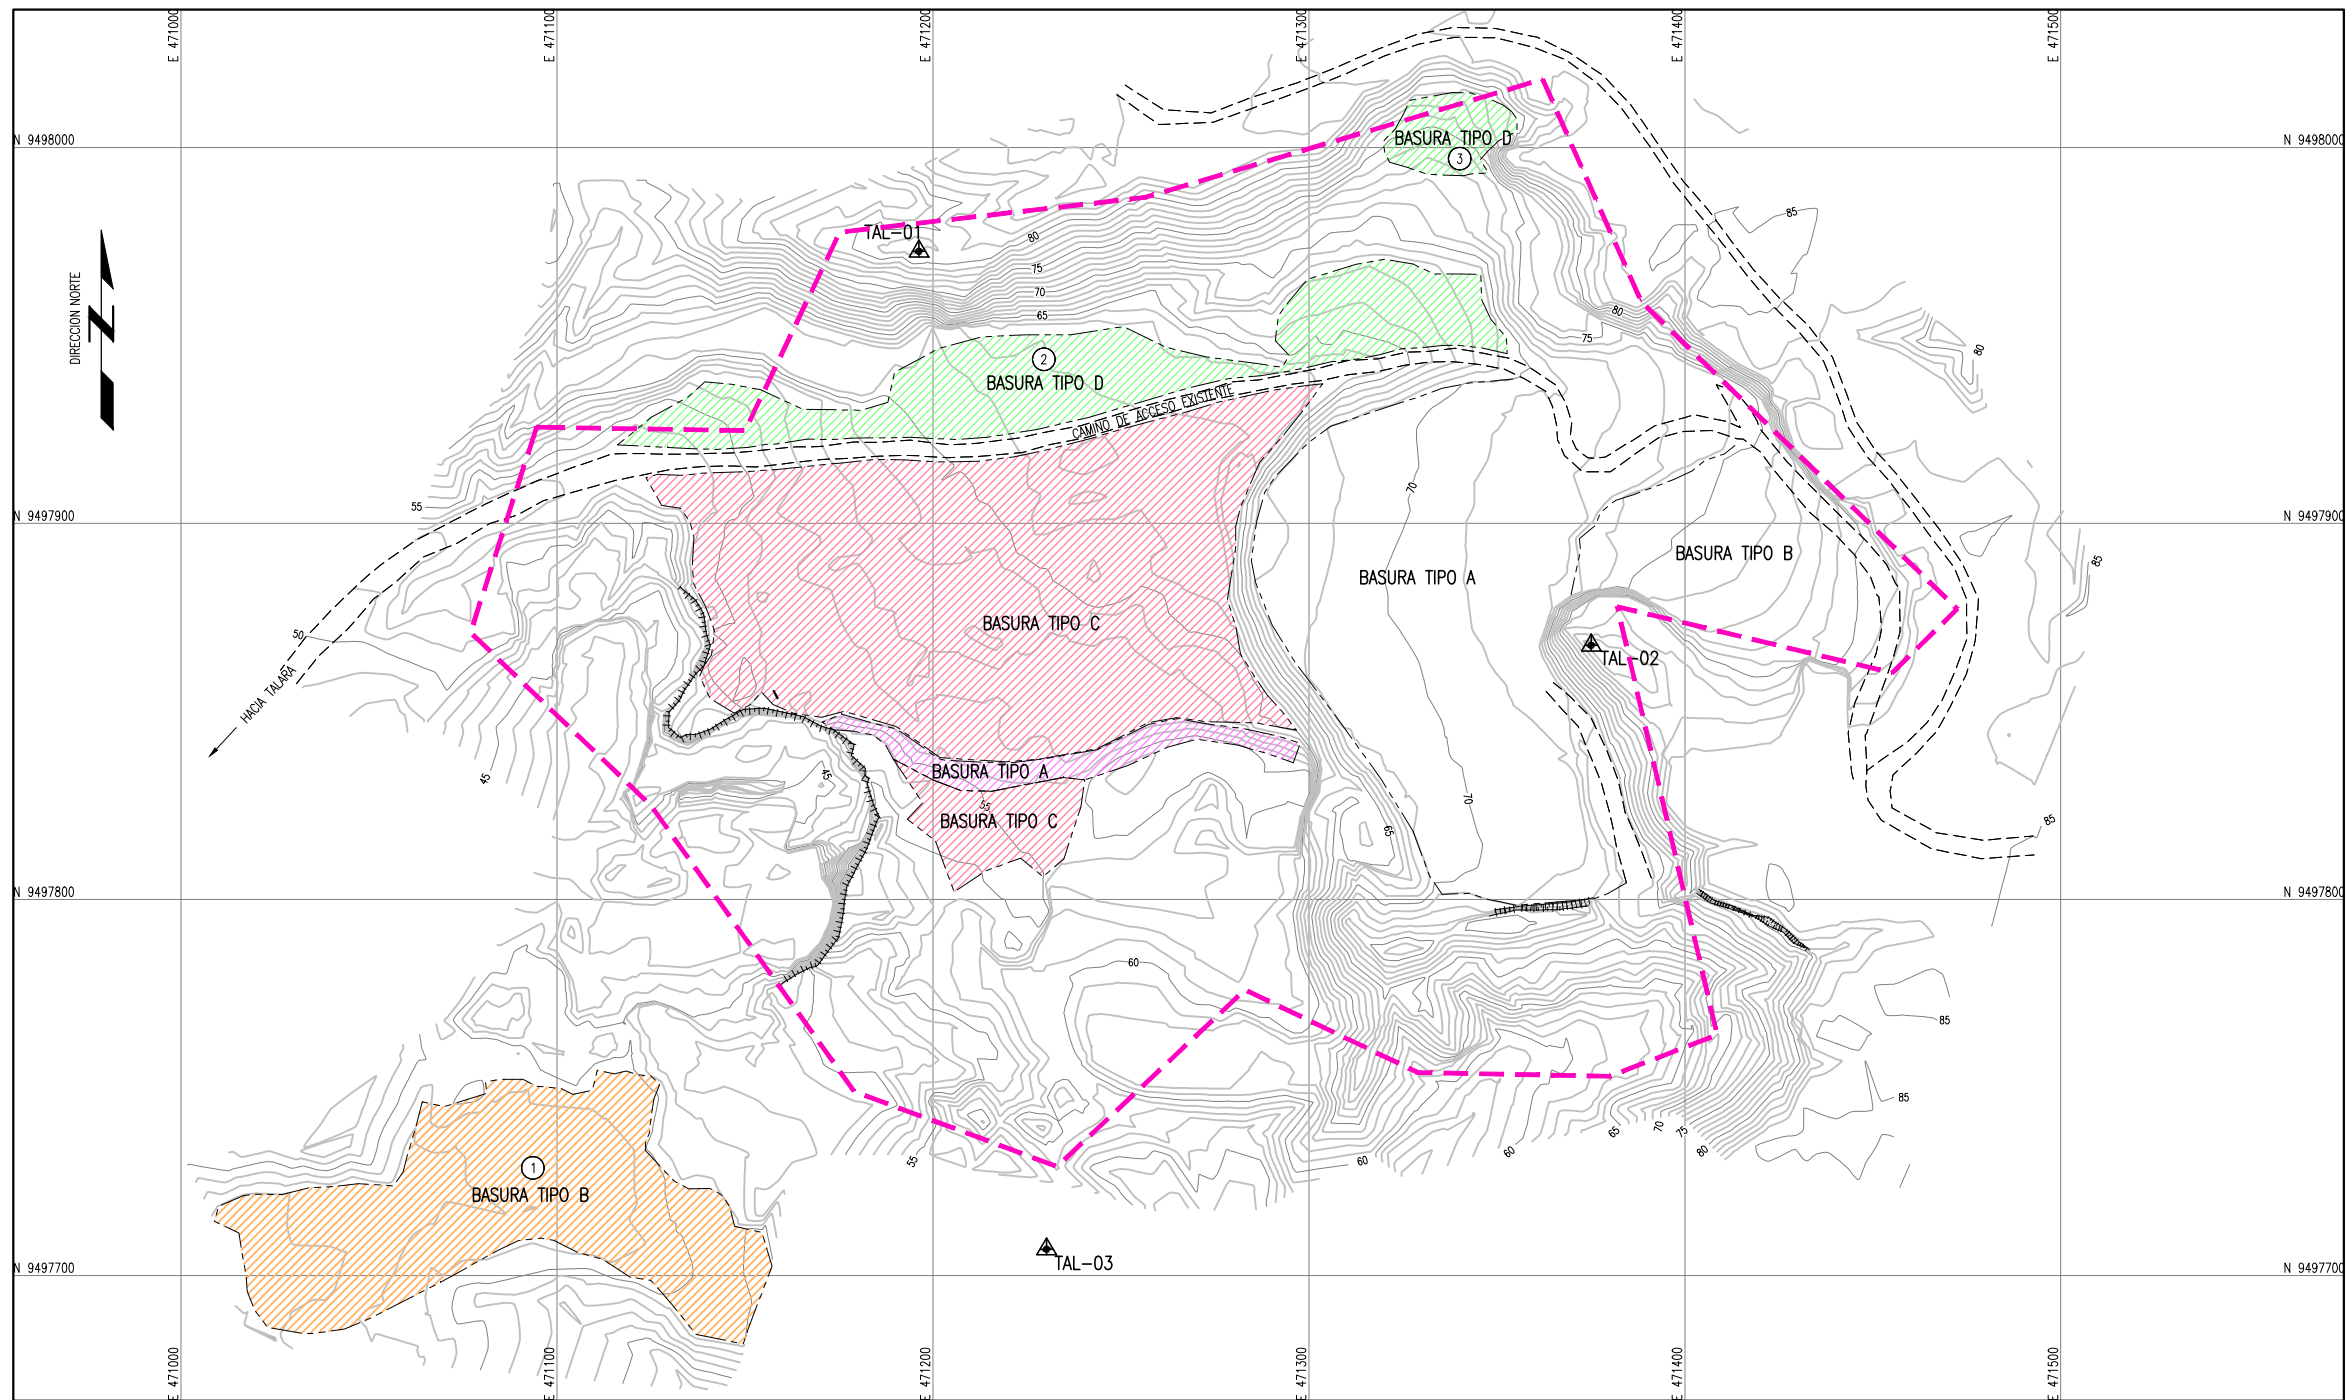 E 471000
E 471100
E 471200
E 471300
E 471400
E 471500
N 9498000
N 9498000
BASURA TIPO D
3
85
TAL-01
80
75
70
65
DIRECCION NORTE
N
80
75
80
2
BASURA TIPO D
CAMINO DE ACCESO EXISTENTE
70
55
N 9497900
N 9497900
BASURA TIPO B
BASURA TIPO A
85
BASURA TIPO C
50
TAL-02
HACIA TALARA
45
45
BASURA TIPO A
55
BASURA TIPO C
70
65
85
N 9497800
N 9497800
60
85
85
55
60
60
65
70
75
80
1
BASURA TIPO B
TAL-03
N 9497700
N 9497700
E 471000
E 471100
E 471200
E 471300
E 471400
E 471500